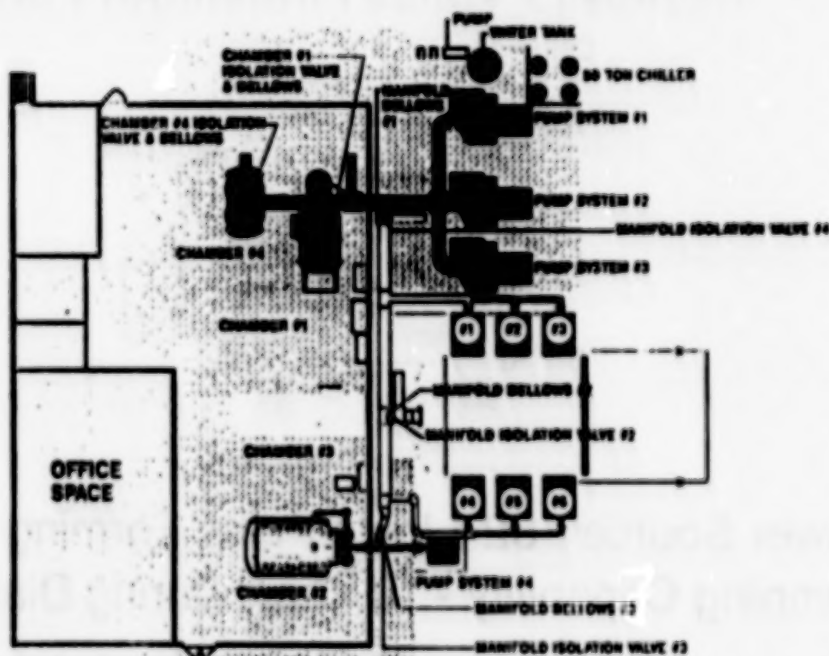 PUMP
WATER TANK
CHAMBER #1
ISOLATION VALVE
& BELLOWS
50 TON CHILLER
MANIFOLD
BELLOWS
#1
PUMP SYSTEM #1
CHAMBER #4 ISOLATION
VALVE & BELLOWS
PUMP SYSTEM #2
MANIFOLD ISOLATION VALVE
CHAMBER #4
PUMP SYSTEM #3
CHAMBER #1
#1
#2
#3
MANIFOLD BELLOWS #2
MANIFOLD ISOLATION VALVE #2
CHAMBER #3
OFFICE
SPACE
#4
#5
#6
PUMP SYSTEM #4
CHAMBER #2
MANIFOLD BELLOWS #3
MANIFOLD ISOLATION VALVE #3